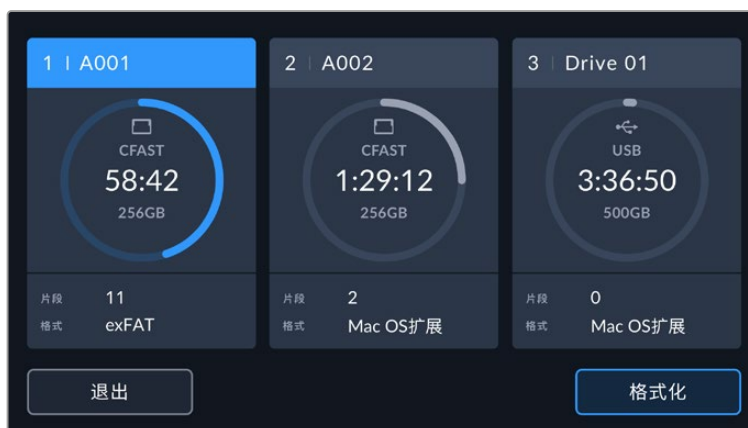 1 | A001
CFAST
58:42
256GB
片段 11
格式 exFAT
2 | A002
CFAST
1:29:12
256GB
片段 2
格式 Mac OS扩展
3 | Drive 01
USB
3:36:50
500GB
片段 0
格式 Mac OS扩展
退出
格式化